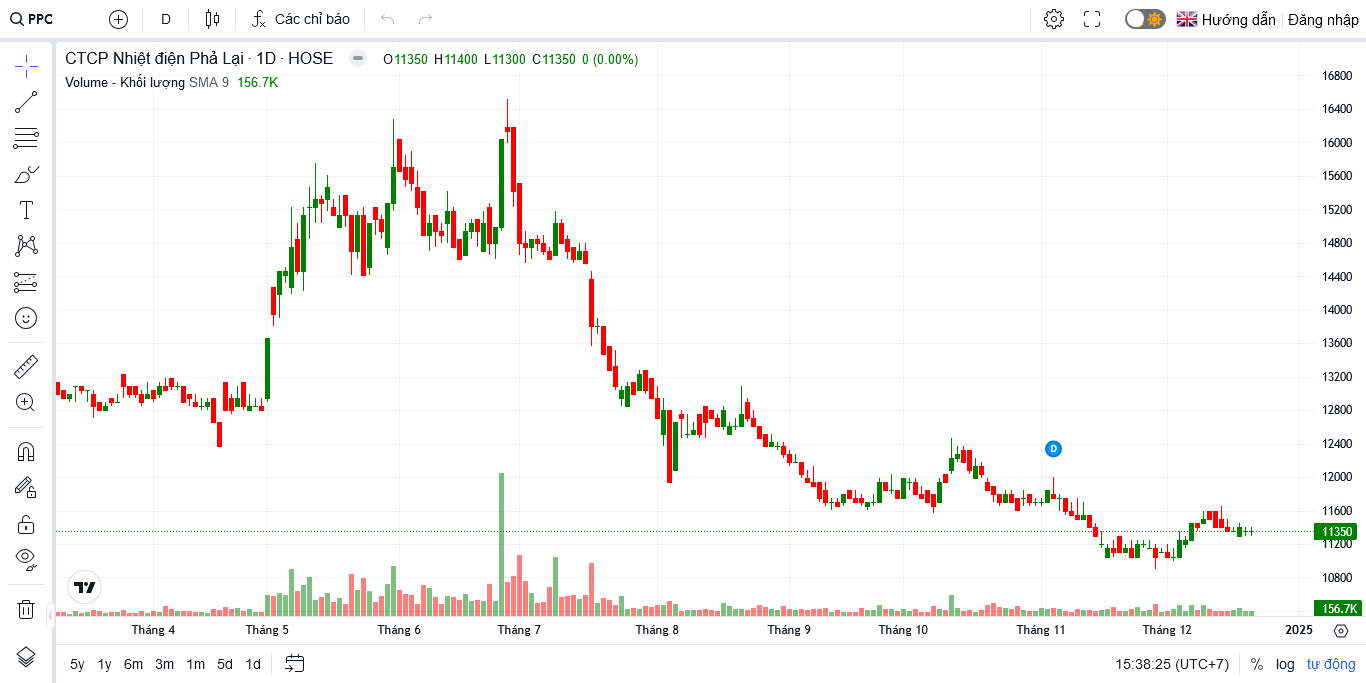 PPC D Các chỉ báo Hướng dẫn Đăng nhập
CTCP Nhiệt điện Phả Lại · 1D · HOSE O11350 H11400 L11300 C11350 0 (0.00%)
Volume - Khối lượng SMA 9 156.7K
16800
16400
16000
15600
15200
14800
14400
14000
13600
13200
12800
12400
D
12000
11600
11350
11200
10800
156.7K
Tháng 4 Tháng 5 Tháng 6 Tháng 7 Tháng 8 Tháng 9 Tháng 10 Tháng 11 Tháng 12 2025
5y 1y 6m 3m 1m 5d 1d 15:38:25 (UTC+7) % log tự động